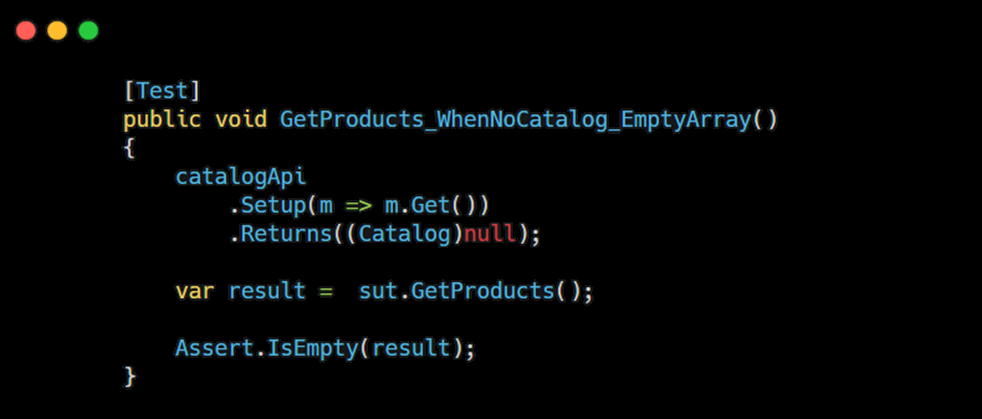 [Test]
public void GetProducts_WhenNoCatalog_EmptyArray()
{
    catalogApi
        .Setup(m => m.Get())
        .Returns((Catalog)null);

    var result =  sut.GetProducts();

    Assert.IsEmpty(result);
}